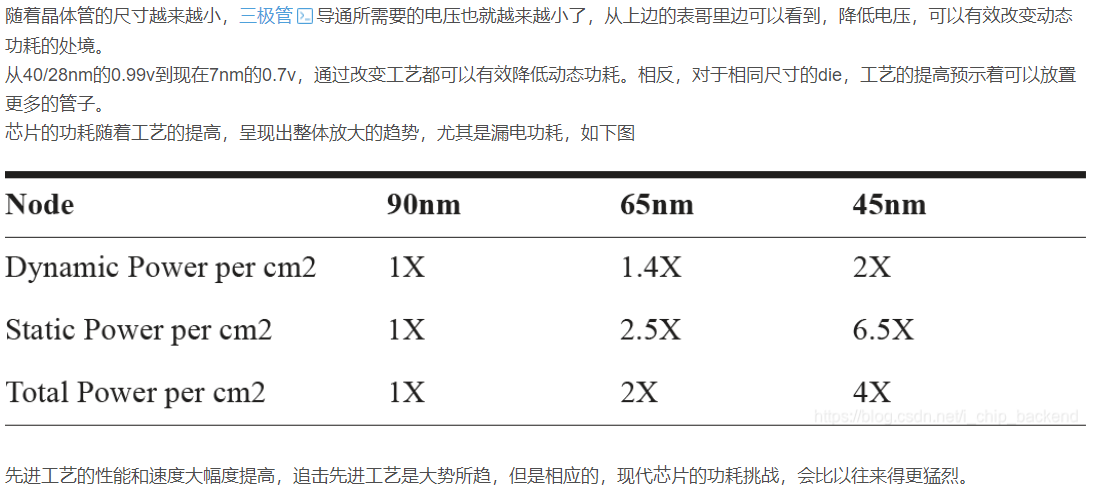 随着晶体管的尺寸越来越小，三极管导通所需要的电压也就越来越小了，从上边的表哥里边可以看到，降低电压，可以有效改变动态
功耗的处境。
从40/28nm的0.99v到现在7nm的0.7v，通过改变工艺都可以有效降低动态功耗。相反，对于相同尺寸的die，工艺的提高预示着可以放置
更多的管子。
芯片的功耗随着工艺的提高，呈现出整体放大的趋势，尤其是漏电功耗，如下图
Node 90nm 65nm 45nm
Dynamic Power per cm2 1X 1.4X 2X
Static Power per cm2 1X 2.5X 6.5X
Total Power per cm2 1X 2X 4X
https://blog.csdn.net/i_chip_backend
先进工艺的性能和速度大幅度提高，追击先进工艺是大势所趋，但是相应的，现代芯片的功耗挑战，会比以往来得更猛烈。